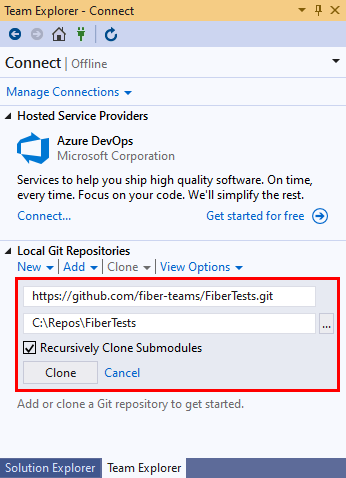 Team Explorer - Connect
Connect | Offline
Manage Connections
Hosted Service Providers
Azure DevOps
Microsoft Corporation
Services to help you ship high quality software. On time,
every time. Focus on your code. We'll simplify the rest.
Connect... Get started for free
Local Git Repositories
New | Add | Clone | View Options
https://github.com/fiber-teams/FiberTests.git
C:\Repos\FiberTests ...
Recursively Clone Submodules
Clone Cancel
Add or clone a Git repository to get started.
Solution Explorer Team Explorer